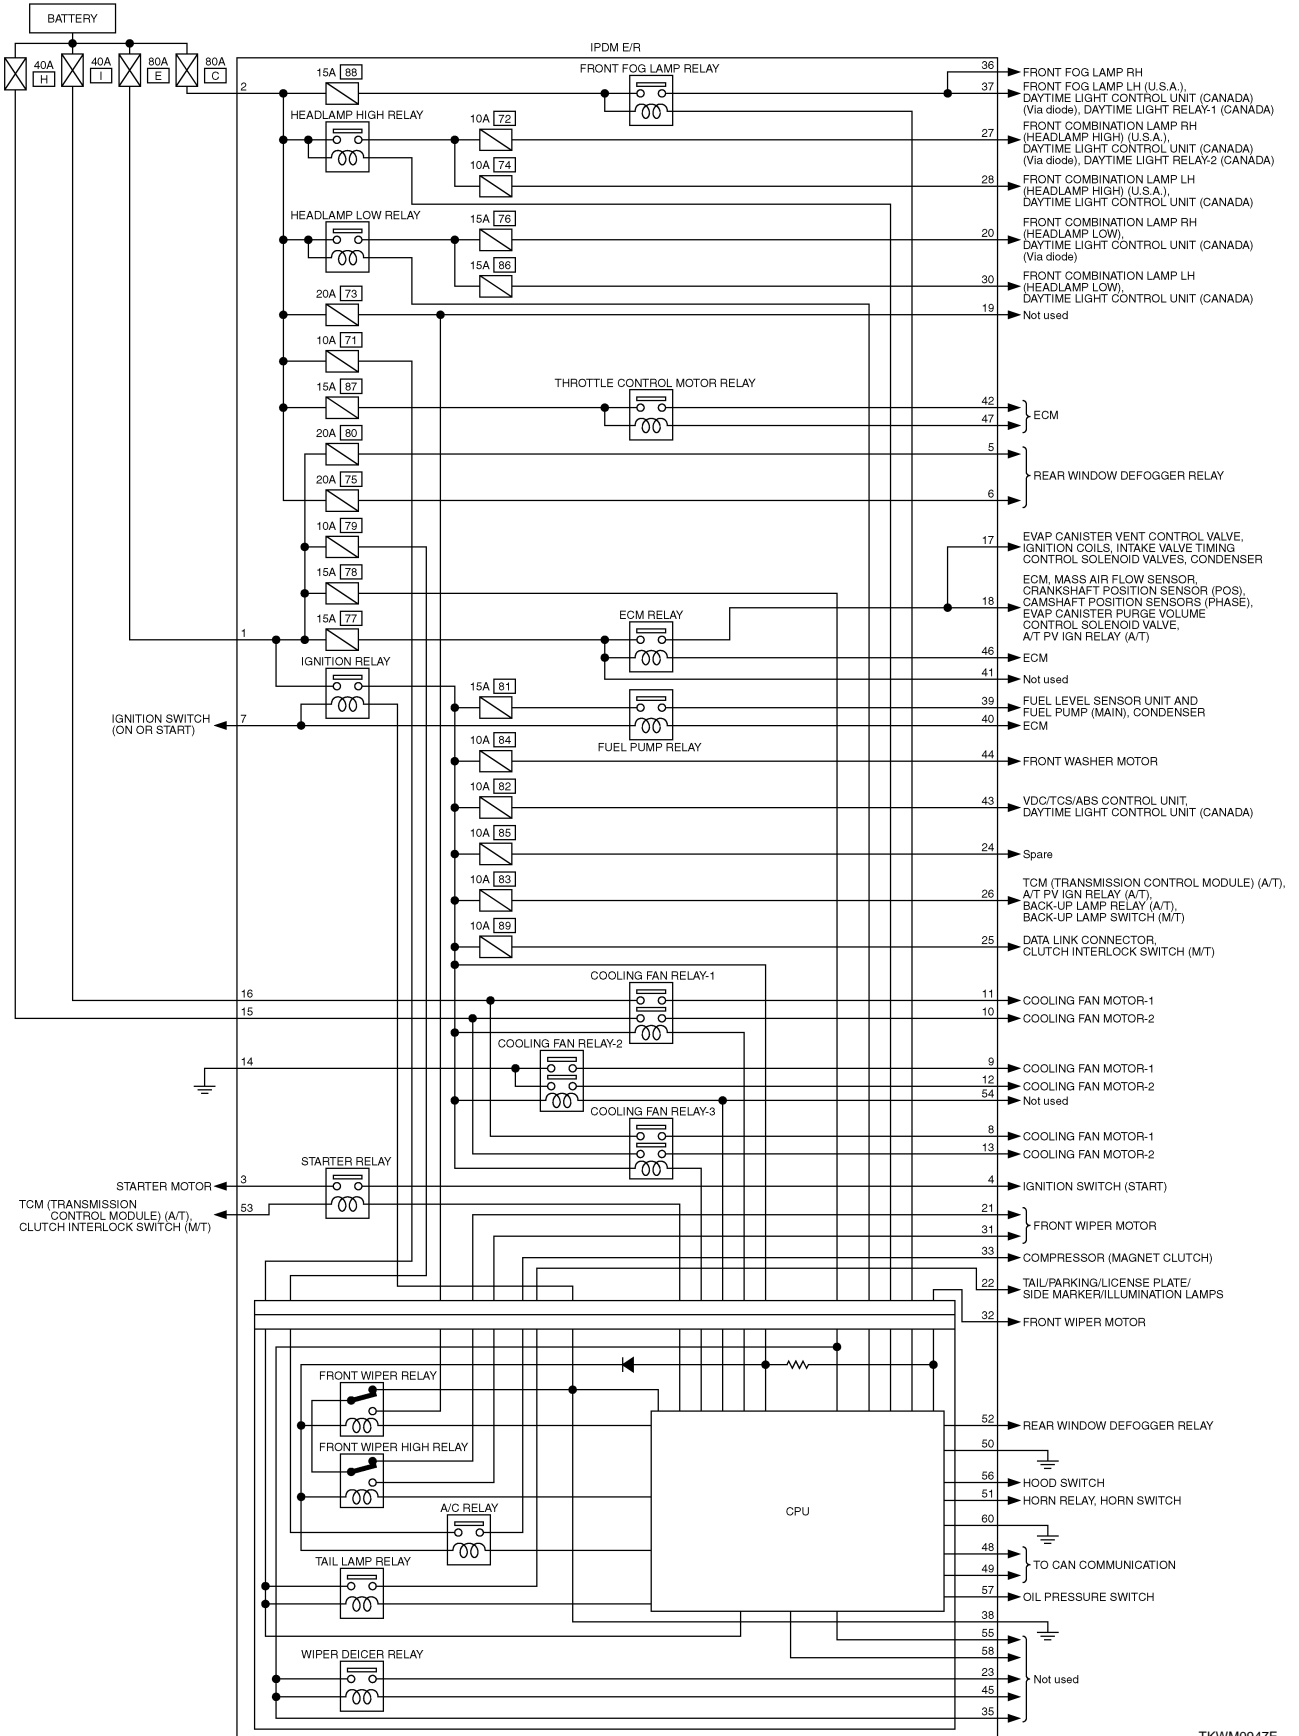 BATTERY
IPDM E/R
40A
H
40A
I
80A
E
80A
C
2
15A 88
FRONT FOG LAMP RELAY
36
FRONT FOG LAMP RH
37
FRONT FOG LAMP LH (U.S.A.),
DAYTIME LIGHT CONTROL UNIT (CANADA)
(Via diode), DAYTIME LIGHT RELAY-1 (CANADA)
HEADLAMP HIGH RELAY
10A 72
27
FRONT COMBINATION LAMP RH
(HEADLAMP HIGH) (U.S.A.),
DAYTIME LIGHT CONTROL UNIT (CANADA)
(Via diode), DAYTIME LIGHT RELAY-2 (CANADA)
10A 74
28
FRONT COMBINATION LAMP LH
(HEADLAMP HIGH) (U.S.A.),
DAYTIME LIGHT CONTROL UNIT (CANADA)
HEADLAMP LOW RELAY
15A 76
20
FRONT COMBINATION LAMP RH
(HEADLAMP LOW),
DAYTIME LIGHT CONTROL UNIT (CANADA)
(Via diode)
15A 86
30
FRONT COMBINATION LAMP LH
(HEADLAMP LOW),
DAYTIME LIGHT CONTROL UNIT (CANADA)
20A 73
19
Not used
10A 71
15A 87
THROTTLE CONTROL MOTOR RELAY
42
47
ECM
20A 80
5
20A 75
6
REAR WINDOW DEFOGGER RELAY
10A 79
17
EVAP CANISTER VENT CONTROL VALVE,
IGNITION COILS, INTAKE VALVE TIMING
CONTROL SOLENOID VALVES, CONDENSER
15A 78
18
ECM, MASS AIR FLOW SENSOR,
CRANKSHAFT POSITION SENSOR (POS),
CAMSHAFT POSITION SENSORS (PHASE),
EVAP CANISTER PURGE VOLUME
CONTROL SOLENOID VALVE,
A/T PV IGN RELAY (A/T)
1
15A 77
ECM RELAY
46
ECM
41
Not used
IGNITION RELAY
15A 81
39
FUEL LEVEL SENSOR UNIT AND
FUEL PUMP (MAIN), CONDENSER
IGNITION SWITCH
(ON OR START)
7
40
ECM
FUEL PUMP RELAY
10A 84
44
FRONT WASHER MOTOR
10A 82
43
VDC/TCS/ABS CONTROL UNIT,
DAYTIME LIGHT CONTROL UNIT (CANADA)
10A 85
24
Spare
10A 83
26
TCM (TRANSMISSION CONTROL MODULE) (A/T),
A/T PV IGN RELAY (A/T),
BACK-UP LAMP RELAY (A/T),
BACK-UP LAMP SWITCH (M/T)
10A 89
25
DATA LINK CONNECTOR,
CLUTCH INTERLOCK SWITCH (M/T)
COOLING FAN RELAY-1
16
11
COOLING FAN MOTOR-1
15
10
COOLING FAN MOTOR-2
COOLING FAN RELAY-2
14
9
COOLING FAN MOTOR-1
12
COOLING FAN MOTOR-2
54
Not used
COOLING FAN RELAY-3
8
COOLING FAN MOTOR-1
13
COOLING FAN MOTOR-2
STARTER RELAY
STARTER MOTOR
3
4
IGNITION SWITCH (START)
TCM (TRANSMISSION
CONTROL MODULE) (A/T),
CLUTCH INTERLOCK SWITCH (M/T)
53
21
31
FRONT WIPER MOTOR
33
COMPRESSOR (MAGNET CLUTCH)
22
TAIL/PARKING/LICENSE PLATE/
SIDE MARKER/ILLUMINATION LAMPS
32
FRONT WIPER MOTOR
FRONT WIPER RELAY
52
REAR WINDOW DEFOGGER RELAY
FRONT WIPER HIGH RELAY
50
56
HOOD SWITCH
51
HORN RELAY, HORN SWITCH
A/C RELAY
CPU
60
48
49
TO CAN COMMUNICATION
TAIL LAMP RELAY
57
OIL PRESSURE SWITCH
38
55
58
WIPER DEICER RELAY
23
45
35
Not used